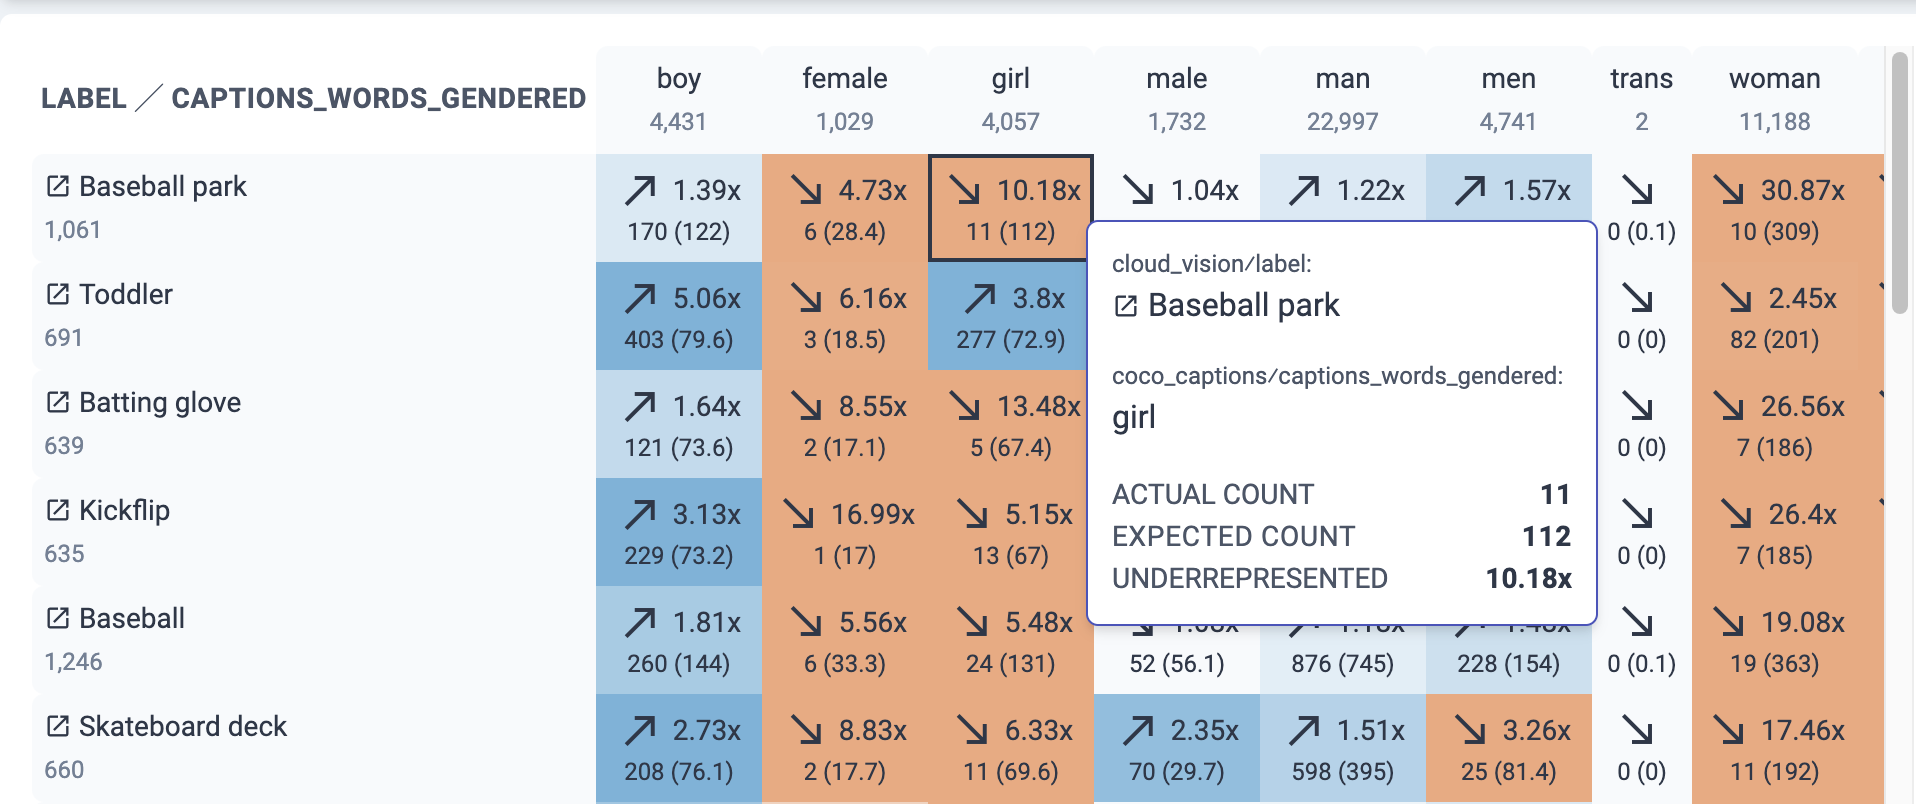 LABEL / CAPTIONS_WORDS_GENDERED
boy female girl male man men trans woman
4,431 1,029 4,057 1,732 22,997 4,741 2 11,188
Baseball park 1.39x 4.73x 10.18x 1.04x 1.22x 1.57x 30.87x
1,061 170 (122) 6 (28.4) 11 (112) 0 (0.1) 10 (309)
Toddler 5.06x 6.16x 3.8x 2.45x
691 403 (79.6) 3 (18.5) 277 (72.9) 0 (0) 82 (201)
Batting glove 1.64x 8.55x 13.48x 26.56x
639 121 (73.6) 2 (17.1) 5 (67.4) 0 (0) 7 (186)
Kickflip 3.13x 16.99x 5.15x 26.4x
635 229 (73.2) 1 (17) 13 (67) 0 (0) 7 (185)
Baseball 1.81x 5.56x 5.48x 19.08x
1,246 260 (144) 6 (33.3) 24 (131) 52 (56.1) 876 (745) 228 (154) 0 (0.1) 19 (363)
Skateboard deck 2.73x 8.83x 6.33x 2.35x 1.51x 3.26x 17.46x
660 208 (76.1) 2 (17.7) 11 (69.6) 70 (29.7) 598 (395) 25 (81.4) 0 (0) 11 (192)
cloud_vision/label:
Baseball park
coco_captions/captions_words_gendered:
girl
ACTUAL COUNT 11
EXPECTED COUNT 112
UNDERREPRESENTED 10.18x